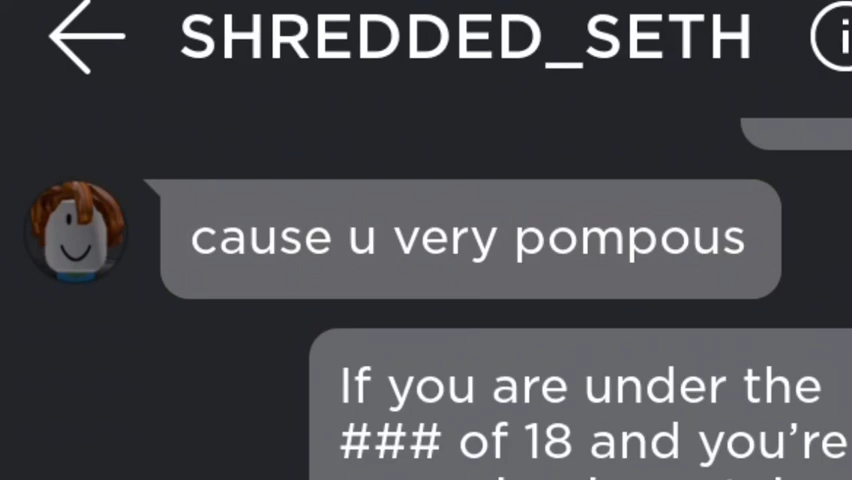 SHREDDED_SETH
cause u very pompous
If you are under the
### of 18 and you’re